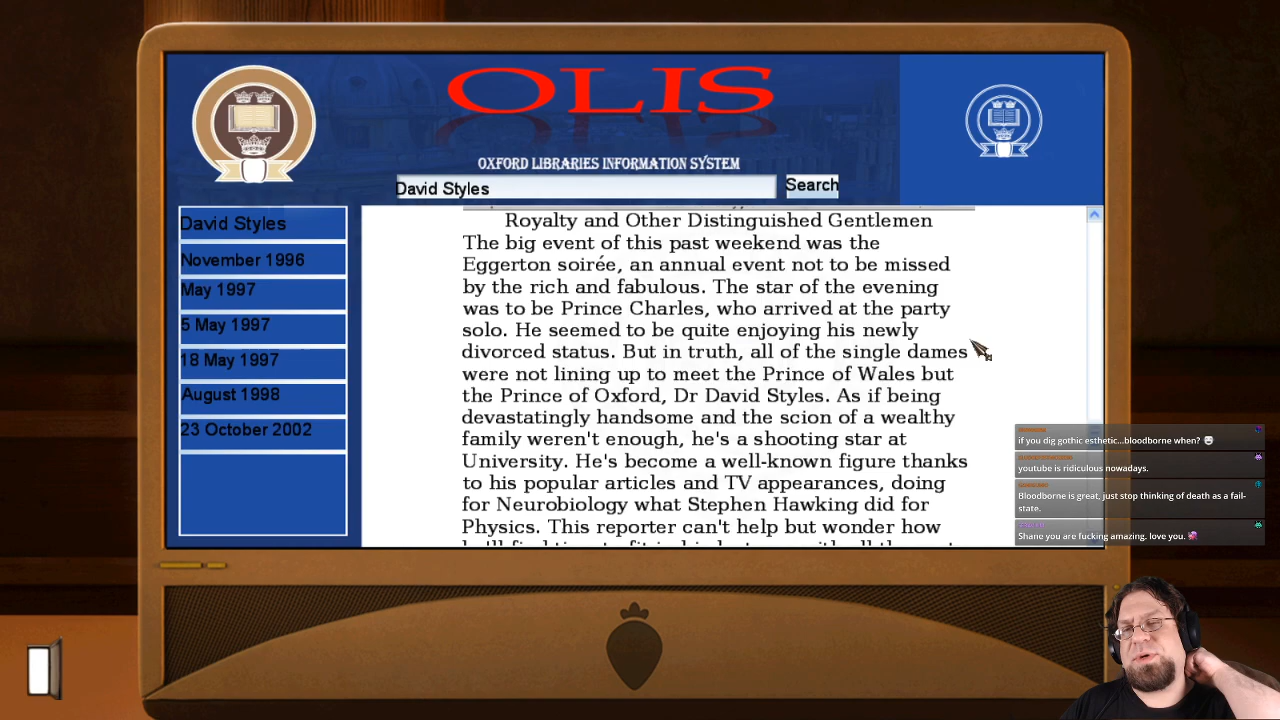 OLIS
OXFORD LIBRARIES INFORMATION SYSTEM
David Styles
Search
David Styles
November 1996
May 1997
5 May 1997
18 May 1997
August 1998
23 October 2002
Royalty and Other Distinguished Gentlemen
The big event of this past weekend was the
Eggerton soirée, an annual event not to be missed
by the rich and fabulous. The star of the evening
was to be Prince Charles, who arrived at the party
solo. He seemed to be quite enjoying his newly
divorced status. But in truth, all of the single dames
were not lining up to meet the Prince of Wales but
the Prince of Oxford, Dr David Styles. As if being
devastatingly handsome and the scion of a wealthy
family weren't enough, he's a shooting star at
University. He's become a well-known figure thanks
to his popular articles and TV appearances, doing
for Neurobiology what Stephen Hawking did for
Physics. This reporter can't help but wonder how
if you dig gothic esthetic...bloodborne when?
youtube is ridiculous nowadays.
Bloodborne is great, just stop thinking of death as a fail-
state.
Shane you are fucking amazing. love you.